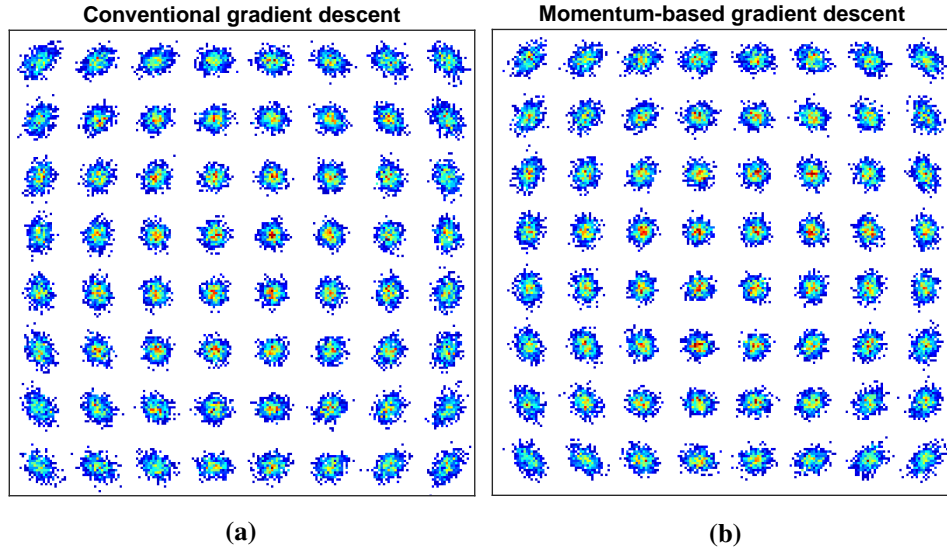 Conventional gradient descent
Momentum-based gradient descent
(a)
(b)